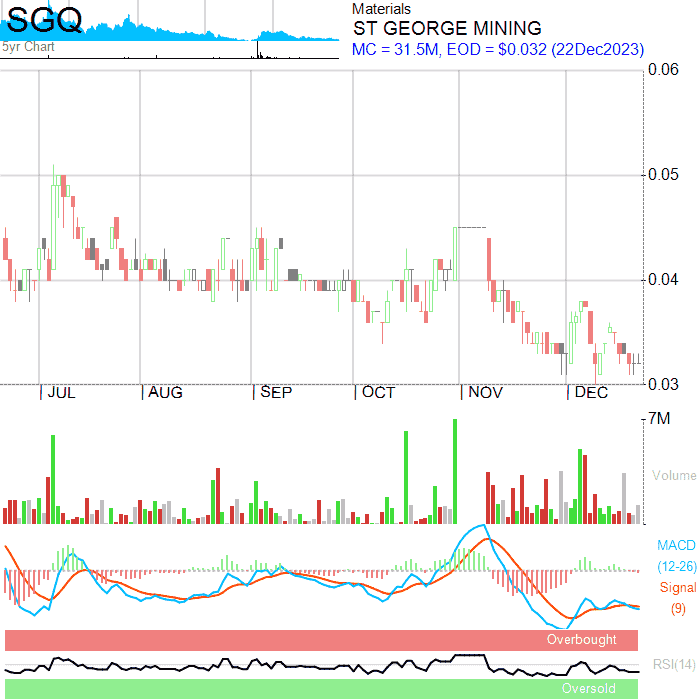 SGQ
5yr Chart
Materials
ST GEORGE MINING
MC = 31.5M, EOD = $0.032 (22Dec2023)
0.06
0.05
0.04
0.03
JUL AUG SEP OCT NOV DEC
7M
Volume
MACD
(12-26)
Signal
(9)
Overbought
RSI(14)
Oversold